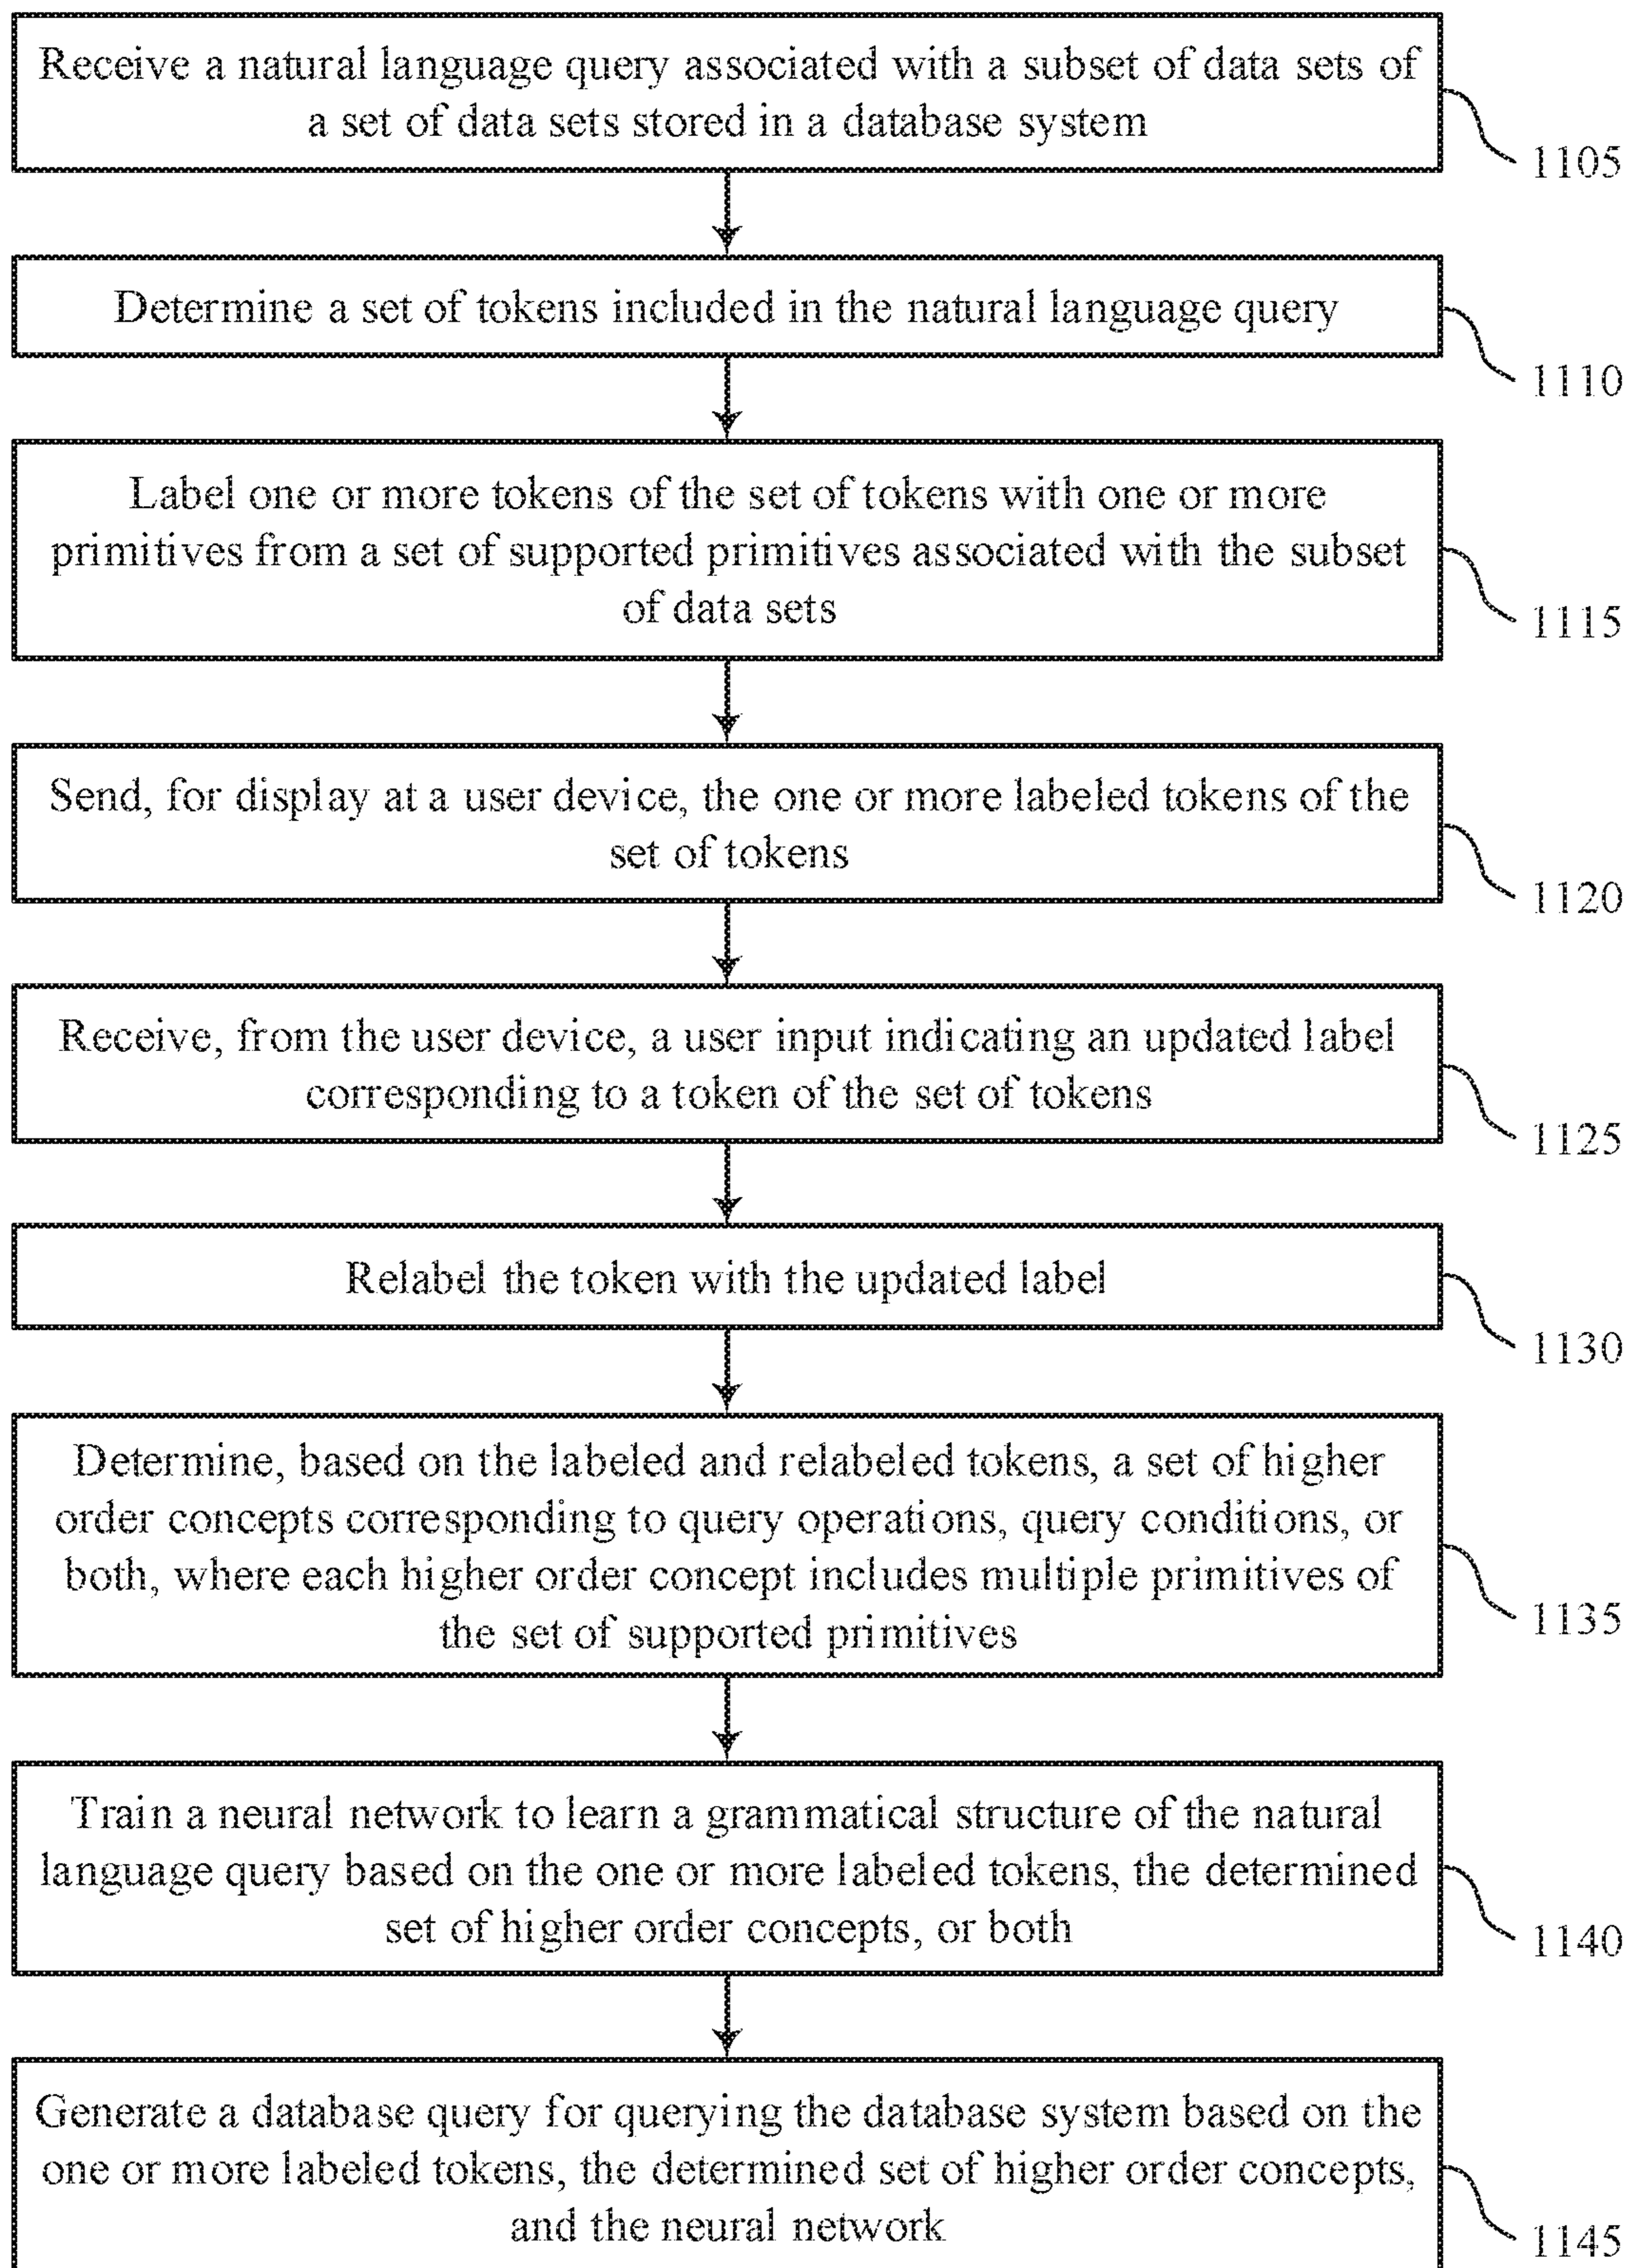 Receive a natural language query associated with a subset of data sets of
a set of data sets stored in a database system
1105
Determine a set of tokens included in the natural language query
1110
Label one or more tokens of the set of tokens with one or more
primitives from a set of supported primitives associated with the subset
of data sets
1115
Send, for display at a user device, the one or more labeled tokens of the
set of tokens
1120
Receive, from the user device, a user input indicating an updated label
corresponding to a token of the set of tokens
1125
Relabel the token with the updated label
1130
Determine, based on the labeled and relabeled tokens, a set of higher
order concepts corresponding to query operations, query conditions, or
both, where each higher order concept includes multiple primitives of
the set of supported primitives
1135
Train a neural network to learn a grammatical structure of the natural
language query based on the one or more labeled tokens, the determined
set of higher order concepts, or both
1140
Generate a database query for querying the database system based on the
one or more labeled tokens, the determined set of higher order concepts,
and the neural network
1145